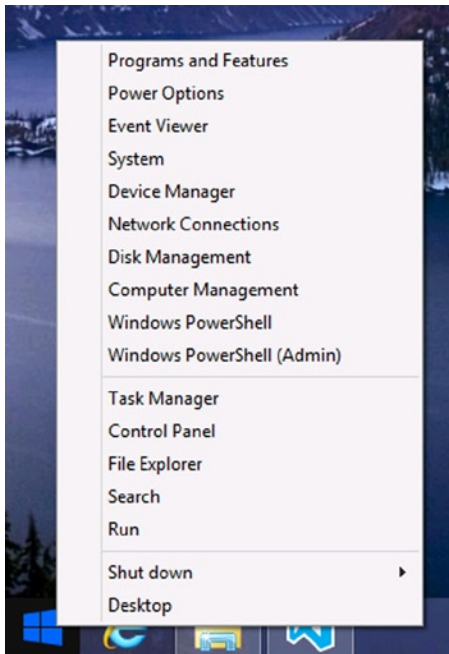 Programs and Features
Power Options
Event Viewer
System
Device Manager
Network Connections
Disk Management
Computer Management
Windows PowerShell
Windows PowerShell (Admin)
Task Manager
Control Panel
File Explorer
Search
Run
Shut down
Desktop